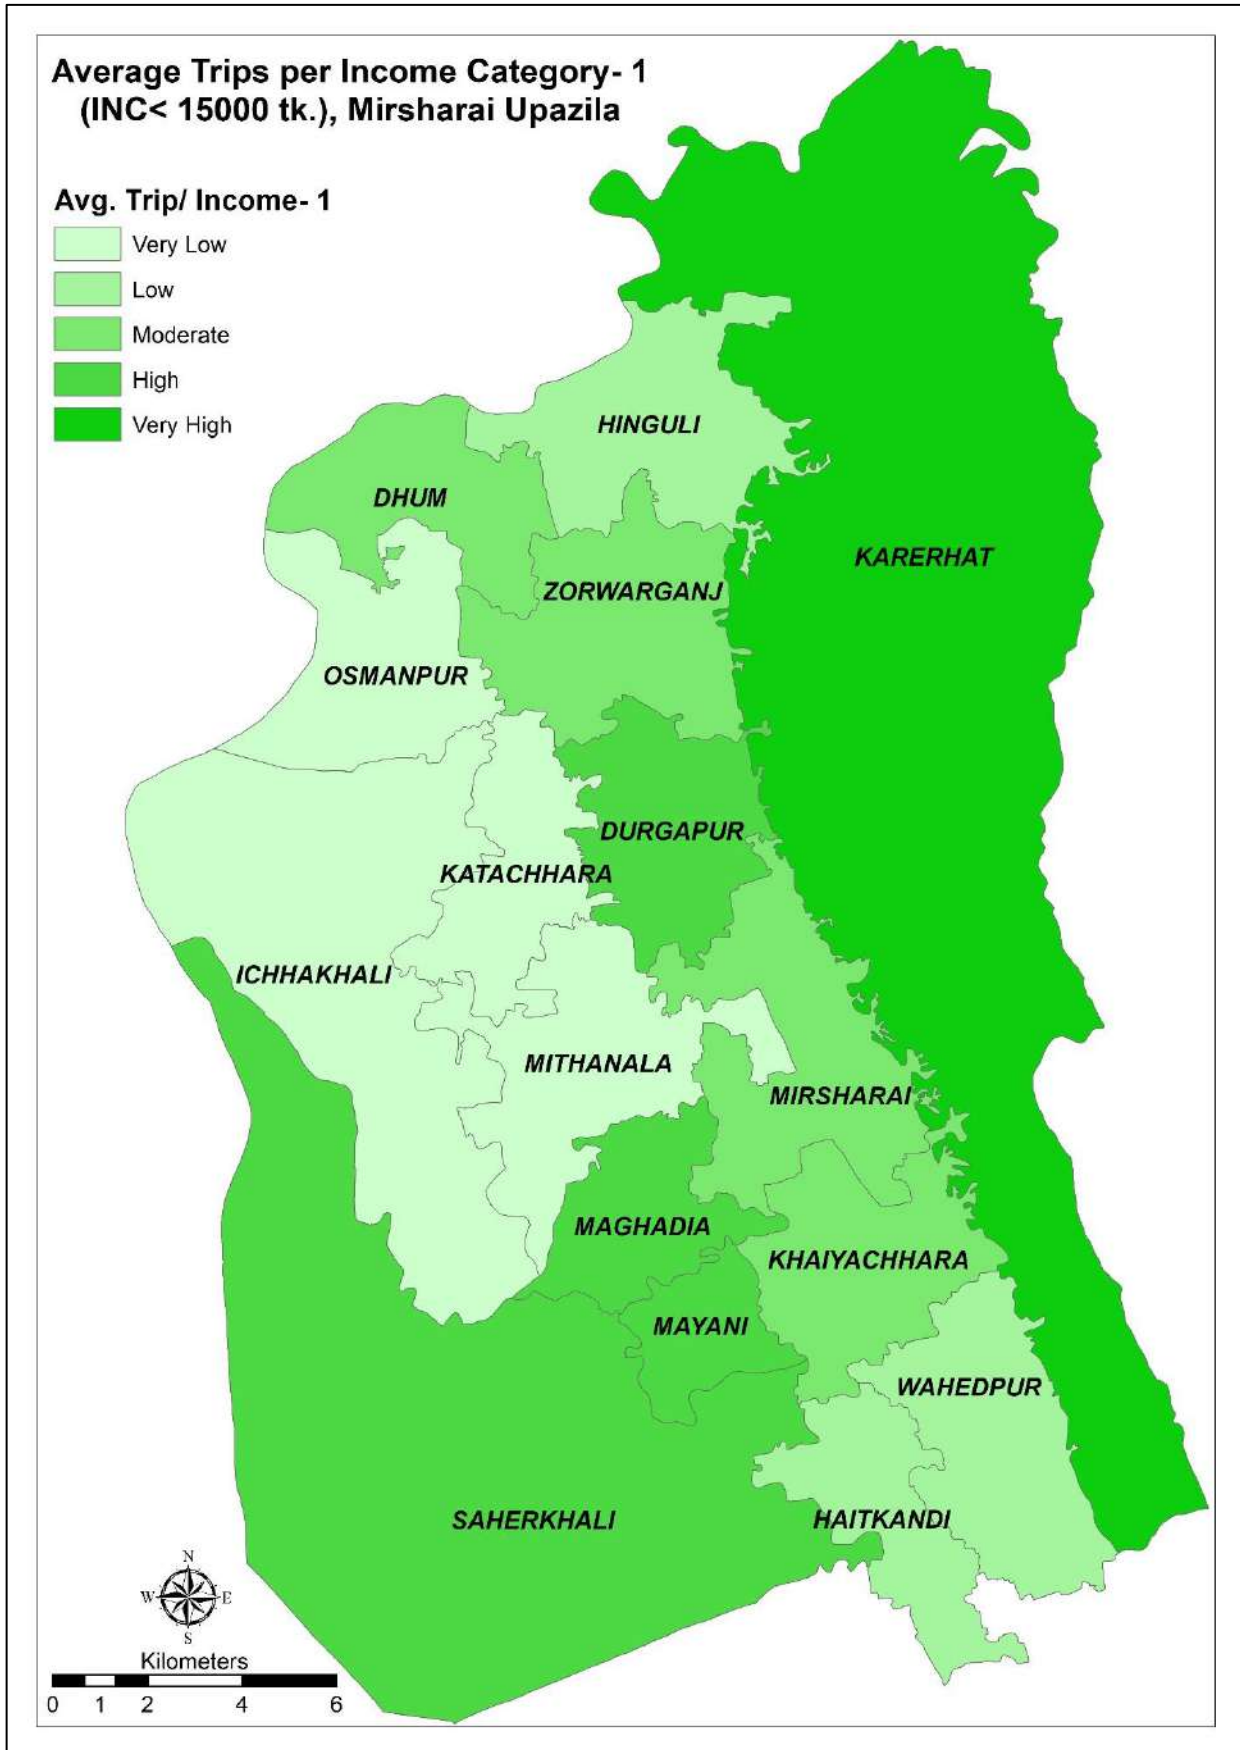 Average Trips per Income Category- 1
(INC< 15000 tk.), Mirsharai Upazila
Avg. Trip/ Income- 1
Very Low
Low
Moderate
High
Very High
HINGULI
DHUM
KARERHAT
ZORWARGANJ
OSMANPUR
DURGAPUR
KATACHHARA
ICHHAKHALI
MITHANALA
MIRSHARAI
MAGHADIA
KHAIYACHHARA
MAYANI
WAHEDPUR
SAHERKHALI
HAITKANDI
N
W E
S
Kilometers
0 1 2 4 6